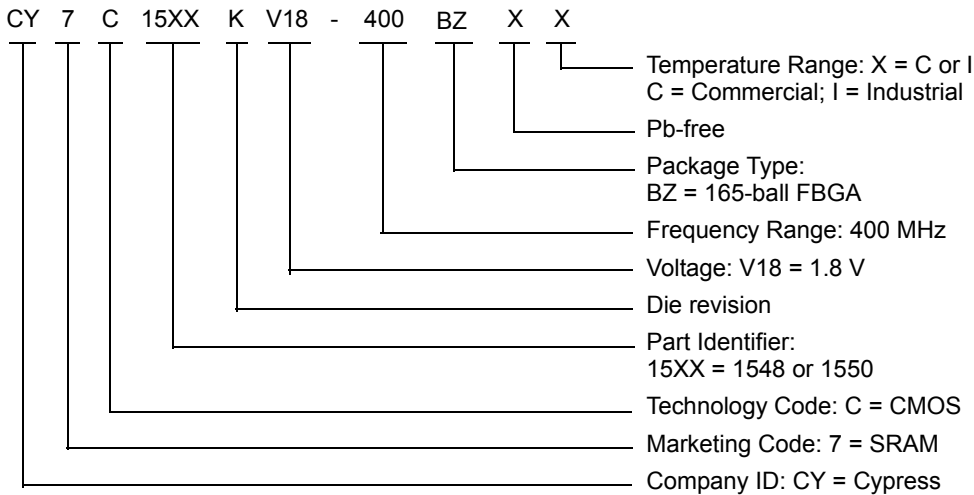 CY 7 C 15XX K V18 - 400 BZ X X
Temperature Range: X = C or I
C = Commercial; I = Industrial
Pb-free
Package Type:
BZ = 165-ball FBGA
Frequency Range: 400 MHz
Voltage: V18 = 1.8 V
Die revision
Part Identifier:
15XX = 1548 or 1550
Technology Code: C = CMOS
Marketing Code: 7 = SRAM
Company ID: CY = Cypress